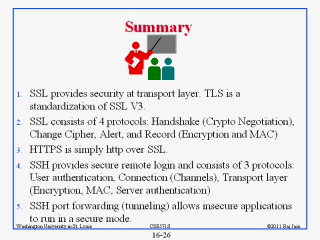 Summary
1. SSL provides security at transport layer. TLS is a
standardization of SSL V3.
2. SSL consists of 4 protocols: Handshake (Crypto Negotiation),
Change Cipher, Alert, and Record (Encryption and MAC)
3. HTTPS is simply http over SSL.
4. SSH provides secure remote login and consists of 3 protocols:
User authentication, Connection (Channels), Transport layer
(Encryption, MAC, Server authentication)
5. SSH port forwarding (tunneling) allows insecure applications
to run in a secure mode.
Washington University in St. Louis CSE571S ©2011 Raj Jain
16-26